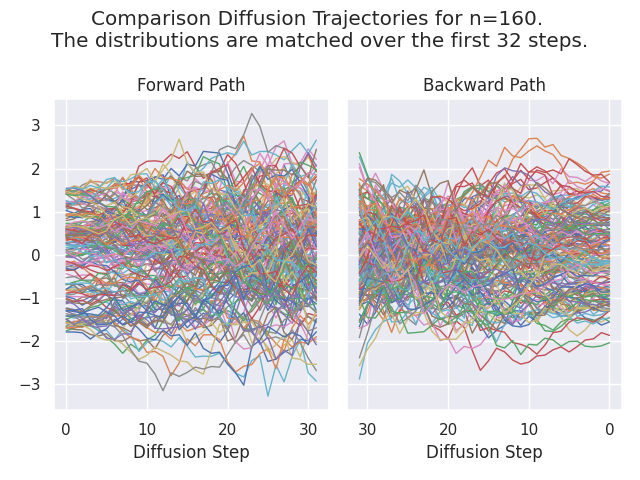 Comparison Diffusion Trajectories for n=160.
The distributions are matched over the first 32 steps.
Forward Path
Backward Path
3
2
1
0
−1
−2
−3
0 10 20 30
30 20 10 0
Diffusion Step
Diffusion Step